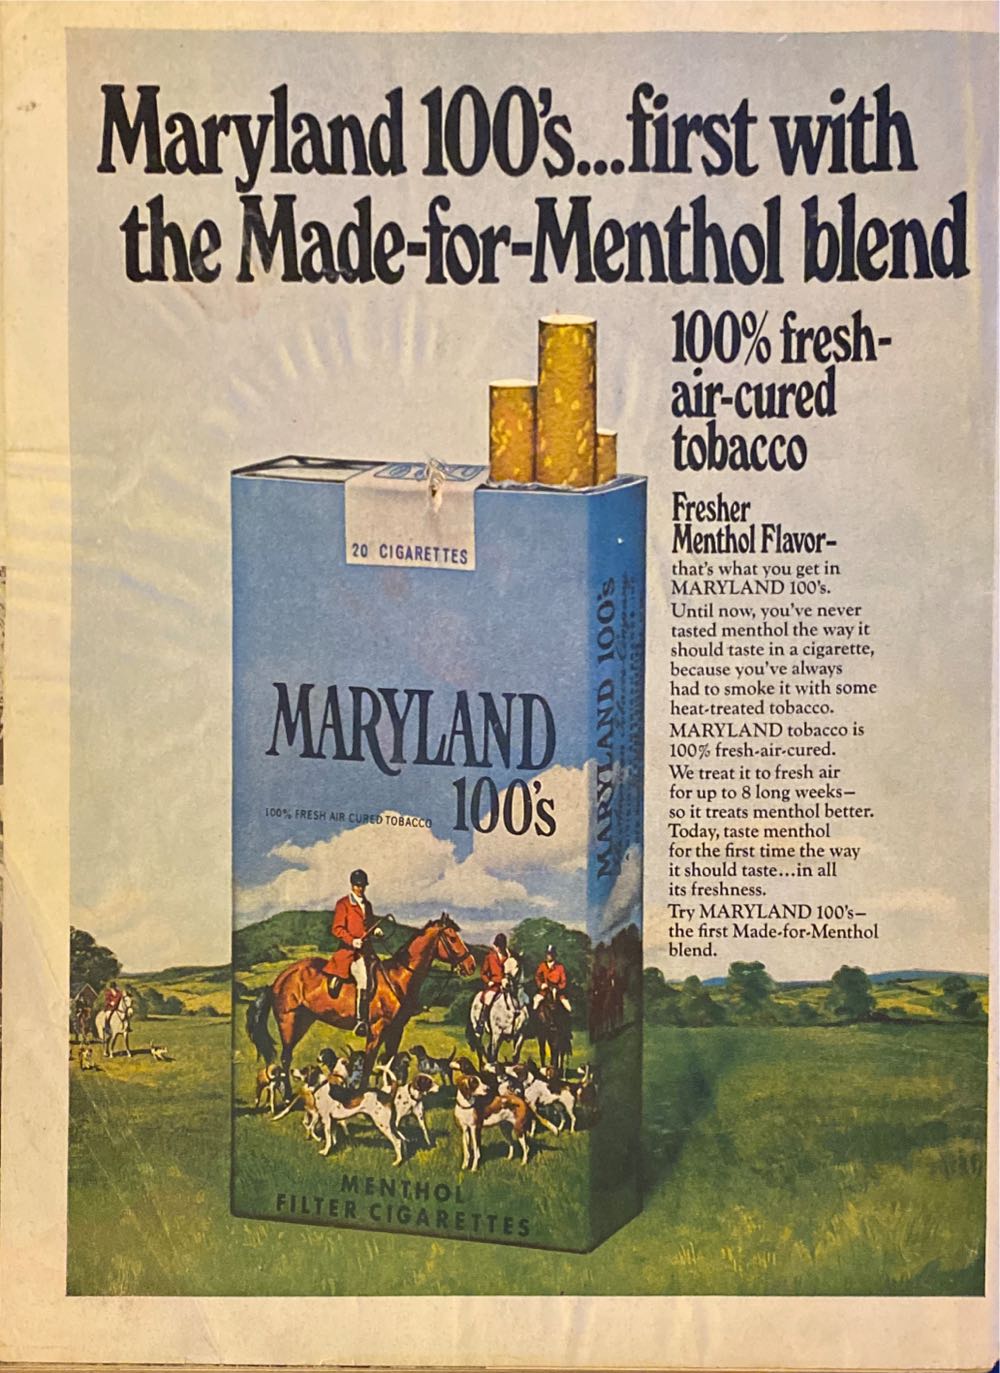 Maryland 100's...first with
the Made-for-Menthol blend
100% fresh-
air-cured
tobacco
Fresher
Menthol Flavor–
that's what you get in
MARYLAND 100's.
Until now, you've never
tasted menthol the way it
should taste in a cigarette,
because you've always
had to smoke it with some
heat-treated tobacco.
MARYLAND tobacco is
100% fresh-air-cured.
We treat it to fresh air
for up to 8 long weeks—
so it treats menthol better.
Today, taste menthol
for the first time the way
it should taste...in all
its freshness.
Try MARYLAND 100's—
the first Made-for-Menthol
blend.
20 CIGARETTES
MARYLAND
100's
100% FRESH AIR CURED TOBACCO
MENTHOL
FILTER CIGARETTES
MARYLAND 100's